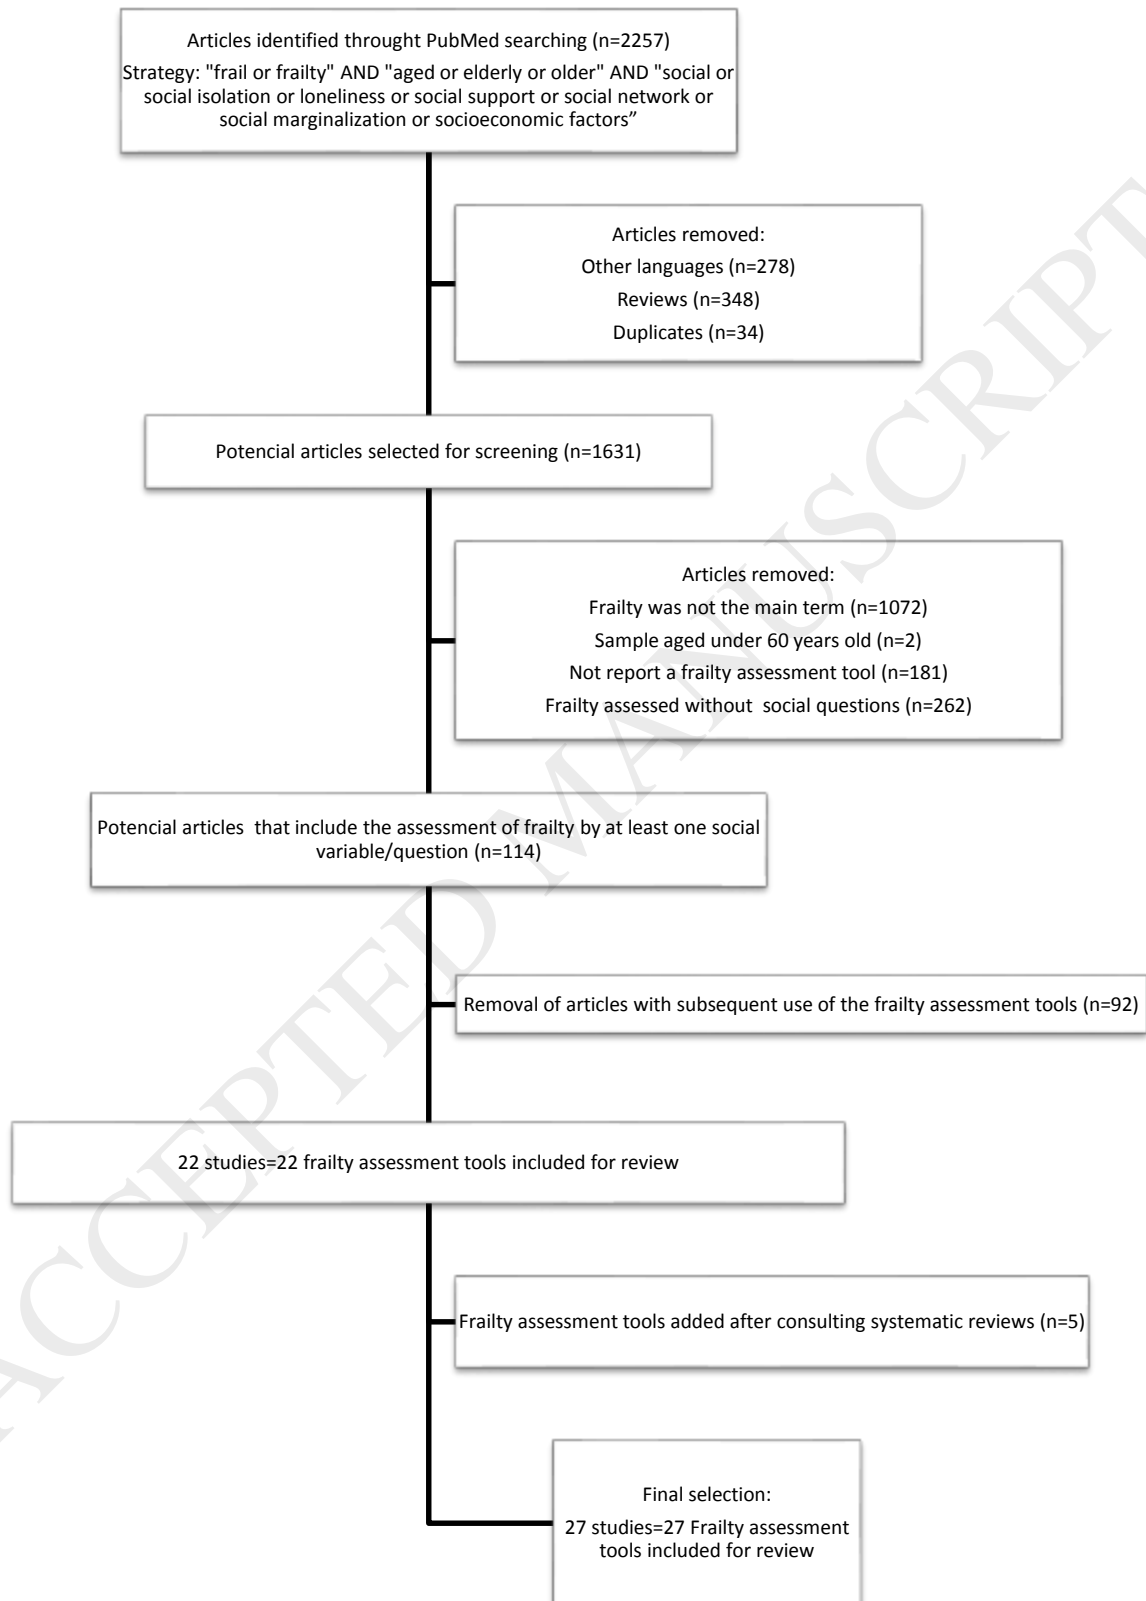 Articles identified throught PubMed searching (n=2257)
Strategy: "frail or frailty" AND "aged or elderly or older" AND "social or
social isolation or loneliness or social support or social network or
social marginalization or socioeconomic factors”
Articles removed:
Other languages (n=278)
Reviews (n=348)
Duplicates (n=34)
Potencial articles selected for screening (n=1631)
Articles removed:
Frailty was not the main term (n=1072)
Sample aged under 60 years old (n=2)
Not report a frailty assessment tool (n=181)
Frailty assessed without social questions (n=262)
Potencial articles that include the assessment of frailty by at least one social
variable/question (n=114)
Removal of articles with subsequent use of the frailty assessment tools (n=92)
22 studies=22 frailty assessment tools included for review
Frailty assessment tools added after consulting systematic reviews (n=5)
Final selection:
27 studies=27 Frailty assessment
tools included for review
ACCEPTED MANUSCRIPT